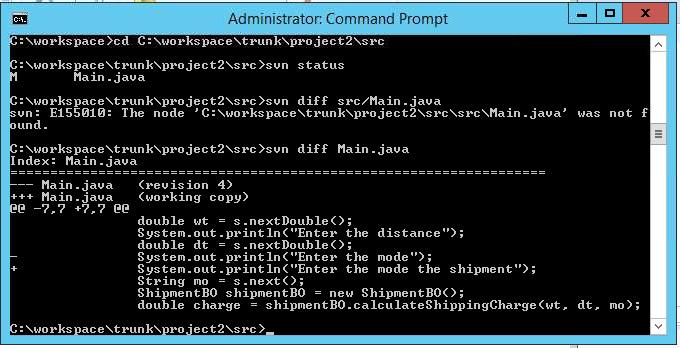 Administrator: Command Prompt
C:\workspace>cd C:\workspace\trunk\project2\src
C:\workspace\trunk\project2\src>svn status
M       Main.java
C:\workspace\trunk\project2\src>svn diff src/Main.java
svn: E155010: The node 'C:\workspace\trunk\project2\src\src\Main.java' was not f
ound.
C:\workspace\trunk\project2\src>svn diff Main.java
Index: Main.java
===================================================================
--- Main.java   (revision 4)
+++ Main.java   (working copy)
@@ -7,7 +7,7 @@
                double wt = s.nextDouble();
                System.out.println("Enter the distance");
                double dt = s.nextDouble();
-               System.out.println("Enter the mode");
+               System.out.println("Enter the mode the shipment");
                String mo = s.next();
                ShipmentBO shipmentBO = new ShipmentBO();
                double charge = shipmentBO.calculateShippingCharge(wt, dt, mo);
C:\workspace\trunk\project2\src>_